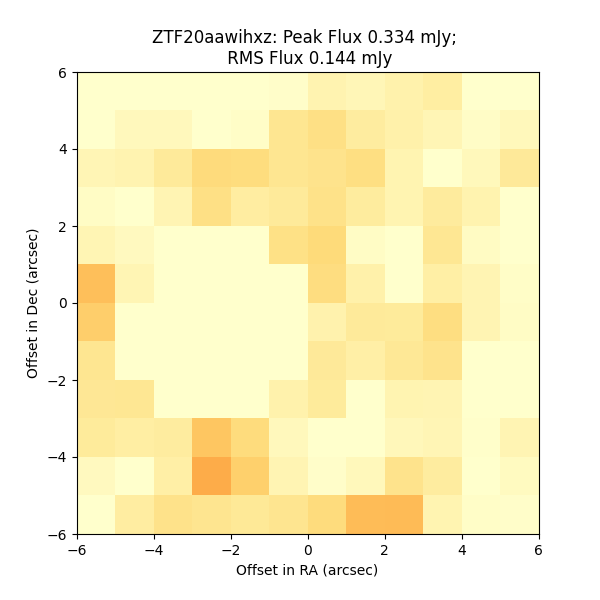 ZTF20aawihxz: Peak Flux 0.334 mJy;
RMS Flux 0.144 mJy
6
4
2
0
−2
−4
−6
Offset in Dec (arcsec)
−6 −4 −2 0 2 4 6
Offset in RA (arcsec)